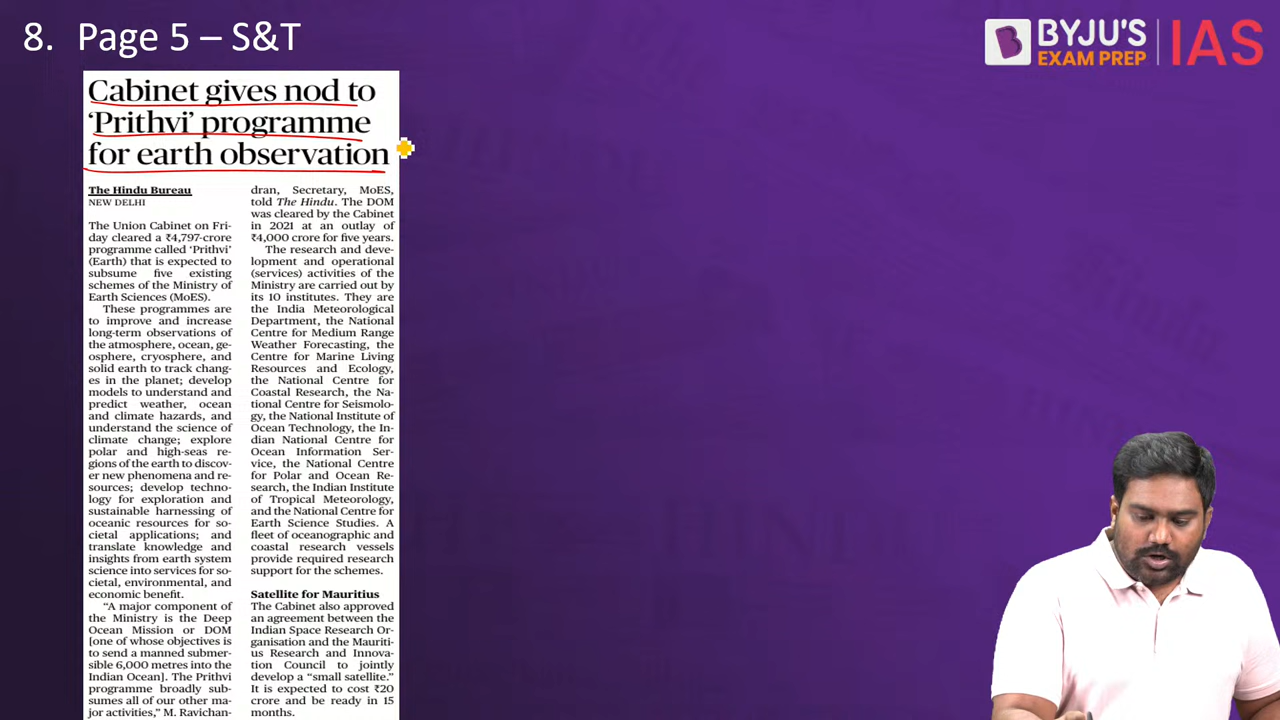 8. Page 5 – S&T
BYJU'S
EXAM PREP
IAS
Cabinet gives nod to
‘Prithvi’ programme
for earth observation
The Hindu Bureau
NEW DELHI
The Union Cabinet on Fri-
day cleared a ₹4,797-crore
programme called ‘Prithvi’
(Earth) that is expected to
subsume five existing
schemes of the Ministry of
Earth Sciences (MoES).
These programmes are
to improve and increase
long-term observations of
the atmosphere, ocean, ge-
osphere, cryosphere, and
solid earth to track chang-
es in the planet; develop
models to understand and
predict weather, ocean
and climate hazards, and
understand the science of
climate change; explore
polar and high-seas re-
gions of the earth to discov-
er new phenomena and re-
sources; develop techno-
logy for exploration and
sustainable harnessing of
oceanic resources for so-
cietal applications; and
translate knowledge and
insights from earth system
science into services for so-
cietal, environmental, and
economic benefit.
“A major component of
the Ministry is the Deep
Ocean Mission or DOM
[one of whose objectives is
to send a manned submer-
sible 6,000 metres into the
Indian Ocean]. The Prithvi
programme broadly sub-
sumes all of our other ma-
jor activities,” M. Ravichan-
dran, Secretary, MoES,
told The Hindu. The DOM
was cleared by the Cabinet
in 2021 at an outlay of
₹4,000 crore for five years.
The research and deve-
lopment and operational
(services) activities of the
Ministry are carried out by
its 10 institutes. They are
the India Meteorological
Department, the National
Centre for Medium Range
Weather Forecasting, the
Centre for Marine Living
Resources and Ecology,
the National Centre for
Coastal Research, the Na-
tional Centre for Seismolo-
gy, the National Institute of
Ocean Technology, the In-
dian National Centre for
Ocean Information Ser-
vice, the National Centre
for Polar and Ocean Re-
search, the Indian Institute
of Tropical Meteorology,
and the National Centre for
Earth Science Studies. A
fleet of oceanographic and
coastal research vessels
provide required research
support for the schemes.
Satellite for Mauritius
The Cabinet also approved
an agreement between the
Indian Space Research Or-
ganisation and the Mauriti-
us Research and Innova-
tion Council to jointly
develop a “small satellite.”
It is expected to cost ₹20
crore and be ready in 15
months.